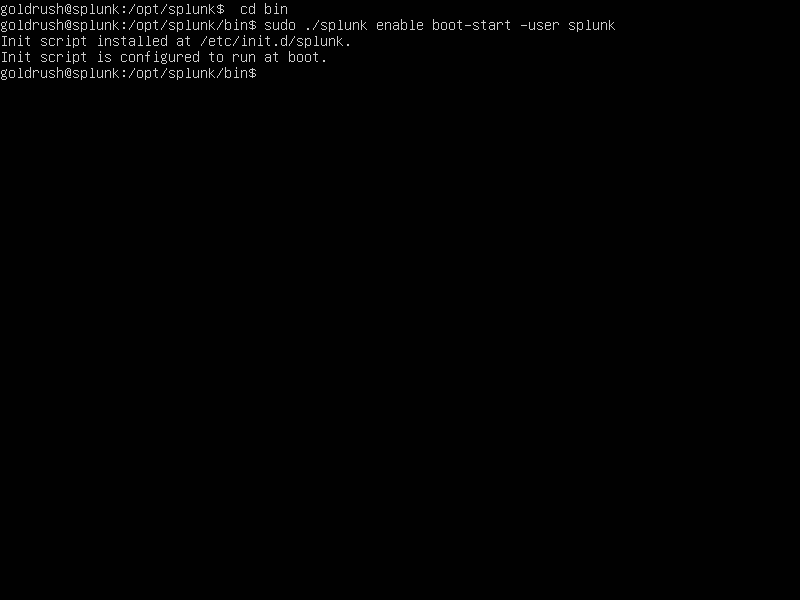 goldrush@splunk:/opt/splunk$  cd bin
goldrush@splunk:/opt/splunk/bin$ sudo ./splunk enable boot-start -user splunk
Init script installed at /etc/init.d/splunk.
Init script is configured to run at boot.
goldrush@splunk:/opt/splunk/bin$